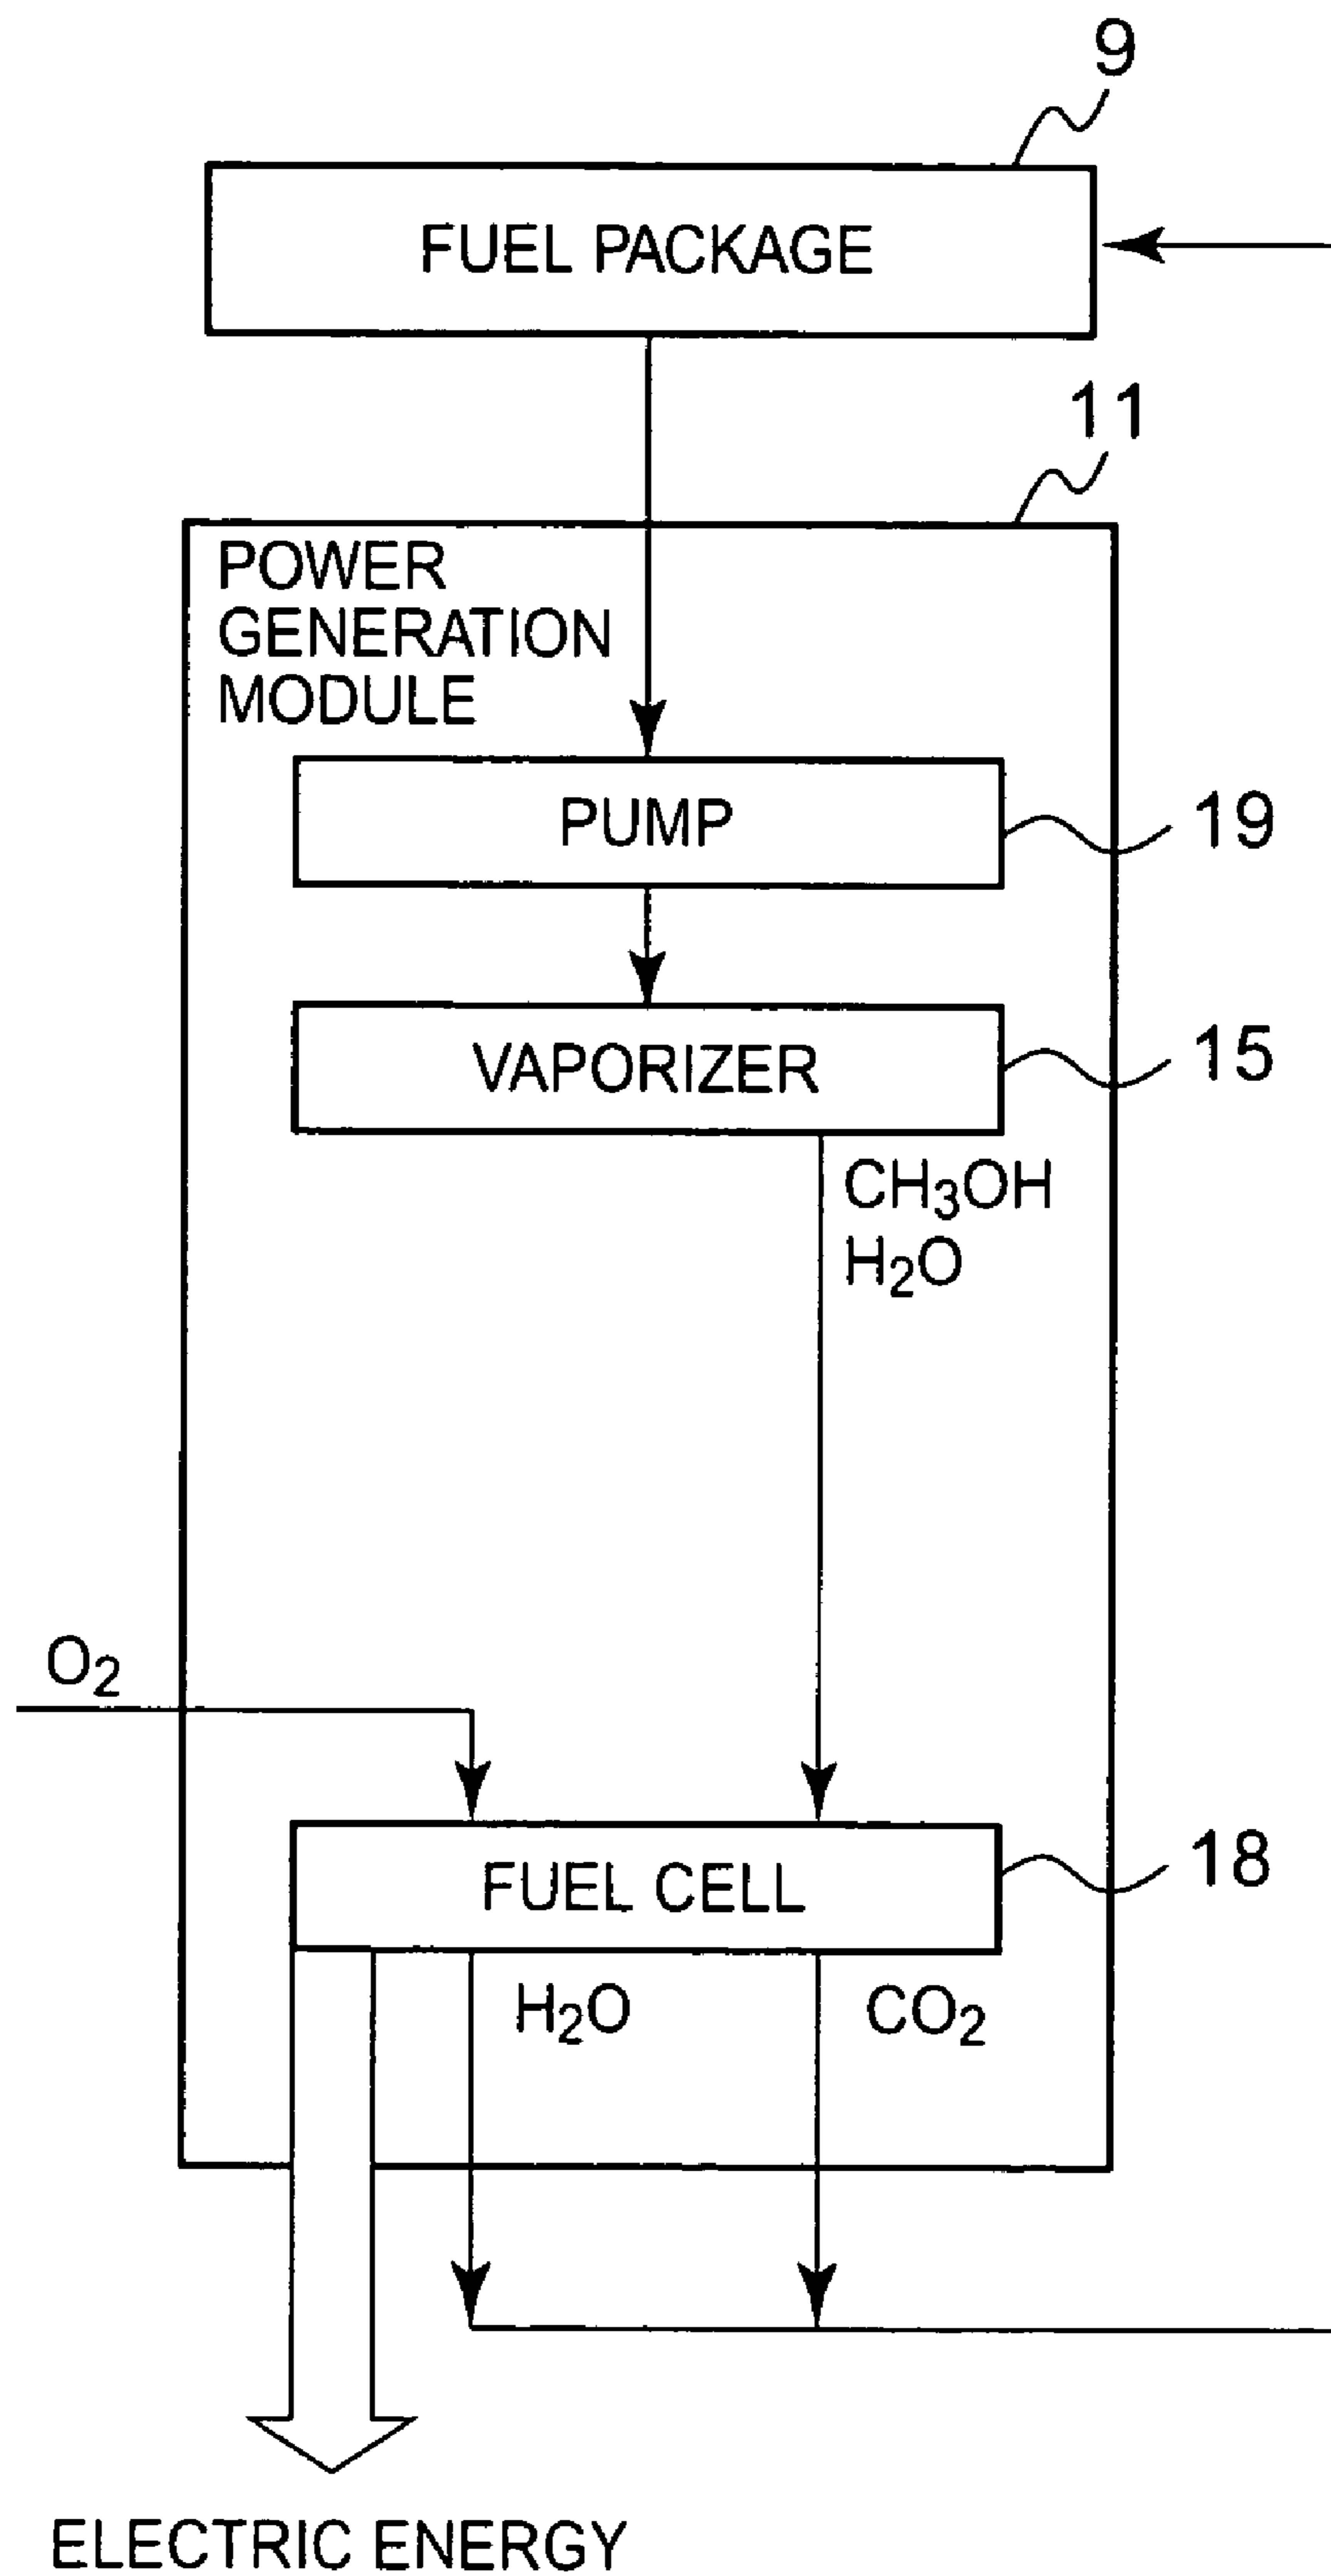 9
FUEL PACKAGE
11
POWER
GENERATION
MODULE
PUMP
19
VAPORIZER
15
CH₃OH
H₂O
O₂
FUEL CELL
18
H₂O
CO₂
ELECTRIC ENERGY